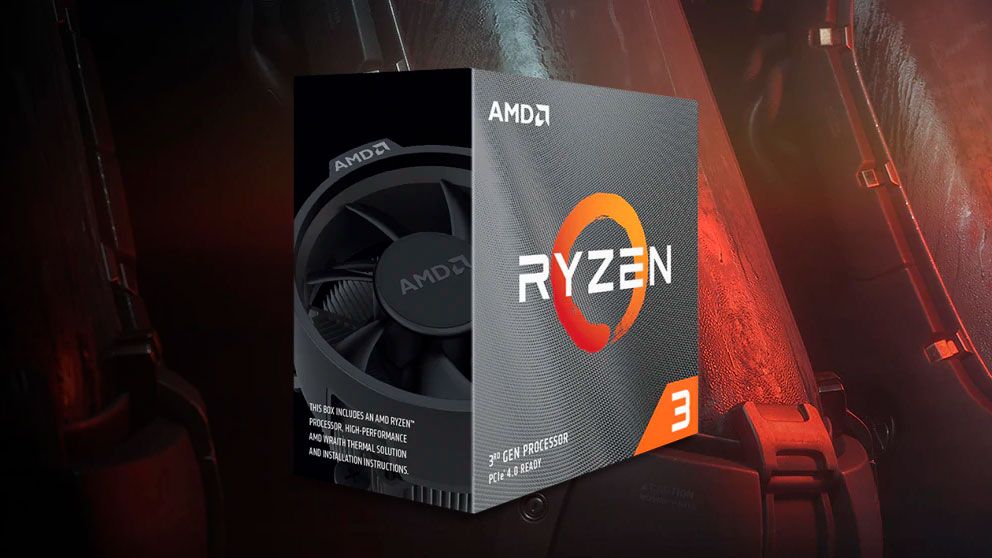 AMD
AMD
THIS BOX INCLUDES AN AMD RYZEN™
PROCESSOR, HIGH-PERFORMANCE
AMD WRAITH THERMAL SOLUTION
AND INSTALLATION INSTRUCTIONS.
AMD
RYZEN
3
3RD GEN PROCESSOR
PCIe® 4.0 READY
CAUTION